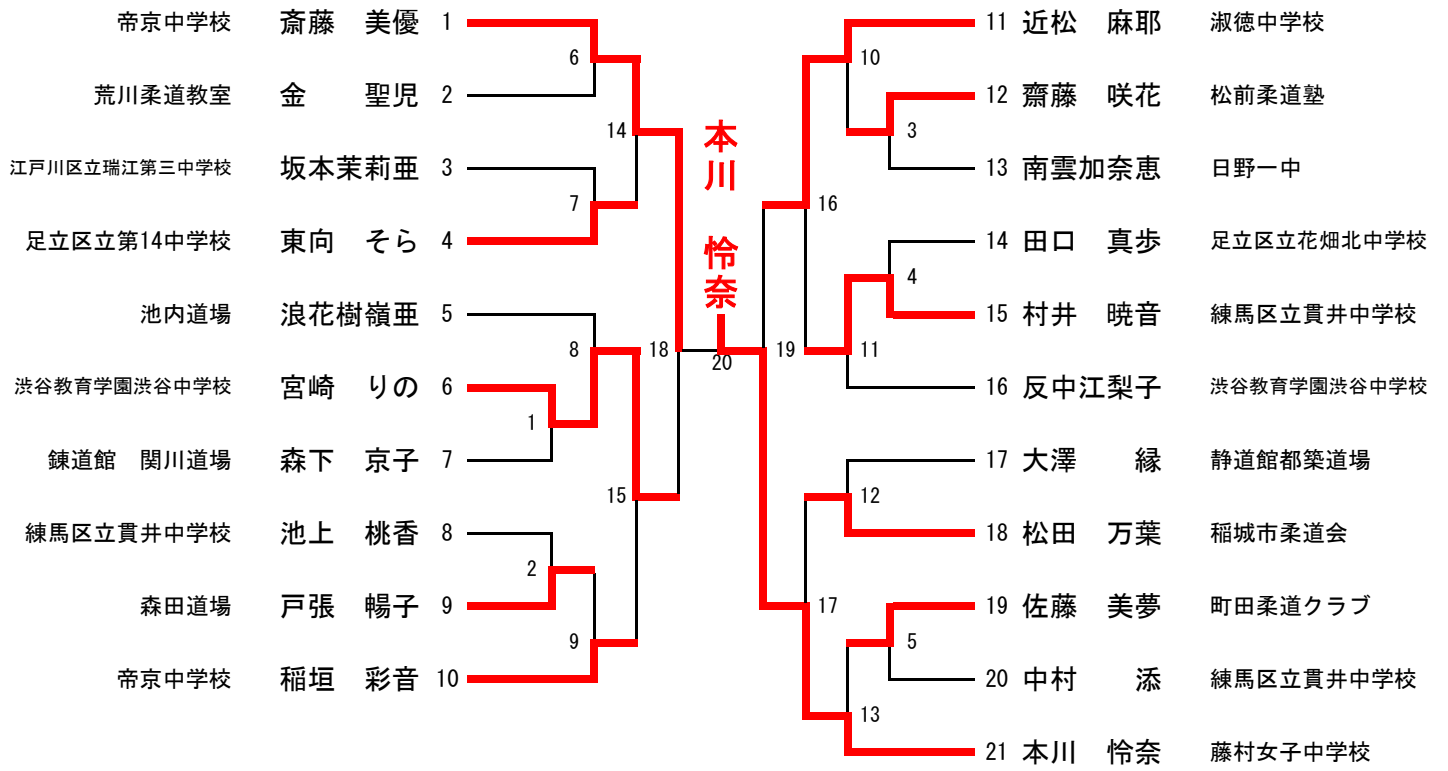 帝京中学校 斎藤 美優 1
6
荒川柔道教室 金 聖児 2
14
江戸川区立瑞江第三中学校 坂本茉莉亜 3
7
足立区立第14中学校 東向 そら 4
池内道場 浪花樹嶺亜 5
8
18
渋谷教育学園渋谷中学校 宮崎 りの 6
1
錬道館 関川道場 森下 京子 7
15
練馬区立貫井中学校 池上 桃香 8
2
森田道場 戸張 暢子 9
9
帝京中学校 稲垣 彩音 10
本川 怜奈
20
11 近松 麻耶 淑徳中学校
10
12 齋藤 咲花 松前柔道塾
3
13 南雲加奈恵 日野一中
16
14 田口 真歩 足立区立花畑北中学校
4
15 村井 暁音 練馬区立貫井中学校
19
11
16 反中江梨子 渋谷教育学園渋谷中学校
17 大澤 縁 静道館都築道場
12
18 松田 万葉 稲城市柔道会
17
19 佐藤 美夢 町田柔道クラブ
5
20 中村 添 練馬区立貫井中学校
13
21 本川 怜奈 藤村女子中学校